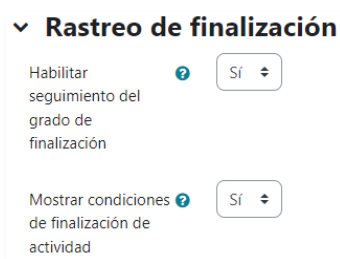 Rastreo de finalización
Habilitar
seguimiento del
grado de
finalización
Sí
Mostrar condiciones
de finalización de
actividad
Sí